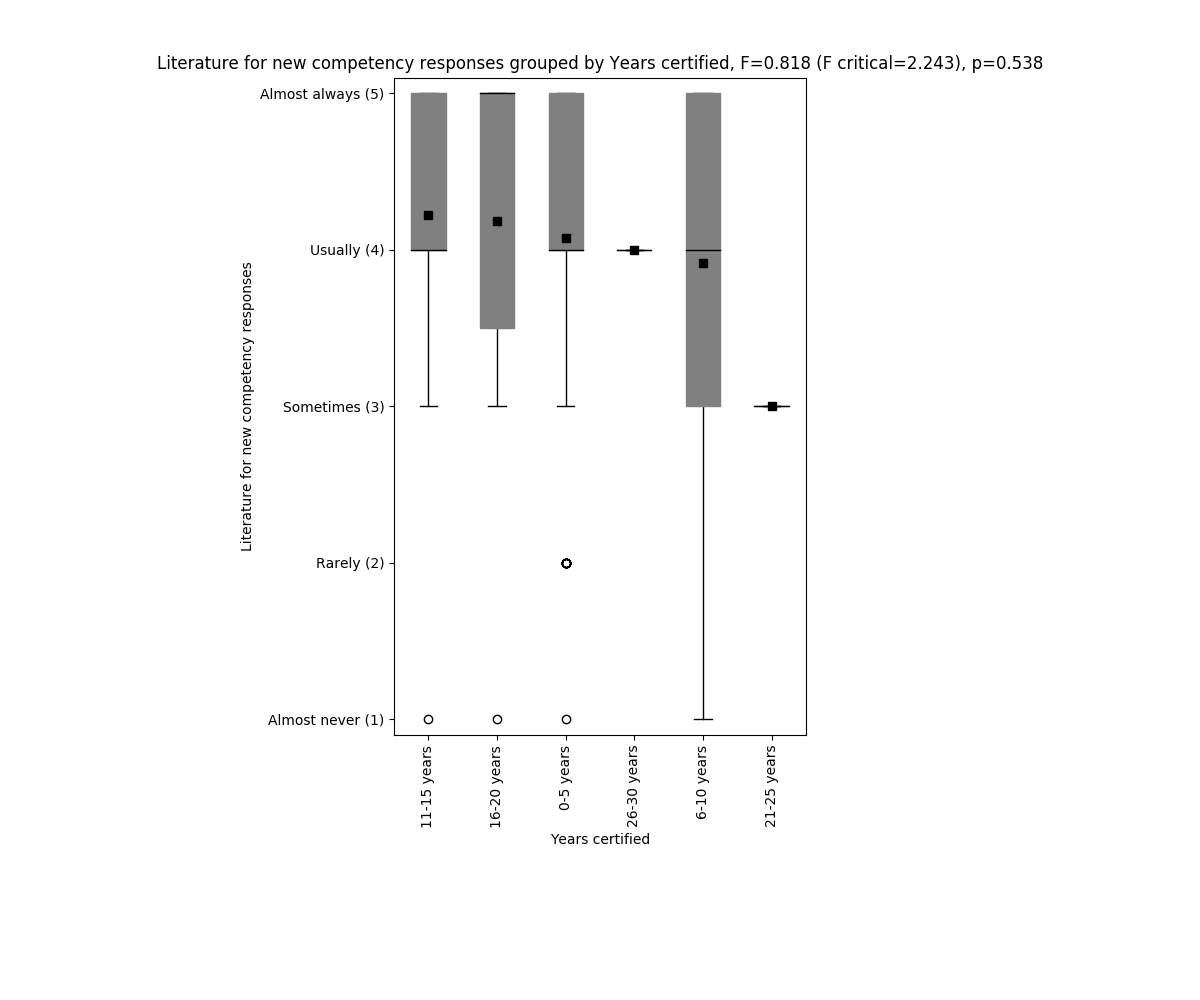 Literature for new competency responses grouped by Years certified, F=0.818 (F critical=2.243), p=0.538
Almost always (5)
Usually (4)
Sometimes (3)
Rarely (2)
Almost never (1)
Literature for new competency responses
11-15 years
16-20 years
0-5 years
26-30 years
6-10 years
21-25 years
Years certified